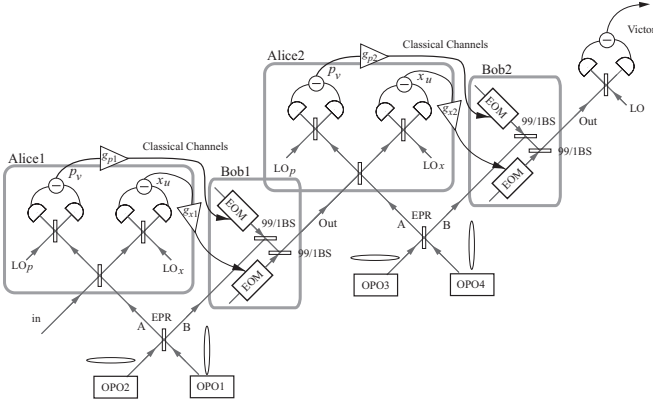 Alice2
g_p2
Classical Channels
p_v
x_u
g_x2
LO_p
LO_x
Bob2
EOM
EOM
99/1BS
99/1BS
Out
LO
Victor
EPR
A
B
OPO3
OPO4
Alice1
g_p1
Classical Channels
p_v
x_u
g_x1
LO_p
LO_x
Bob1
EOM
EOM
99/1BS
99/1BS
Out
in
EPR
A
B
OPO2
OPO1